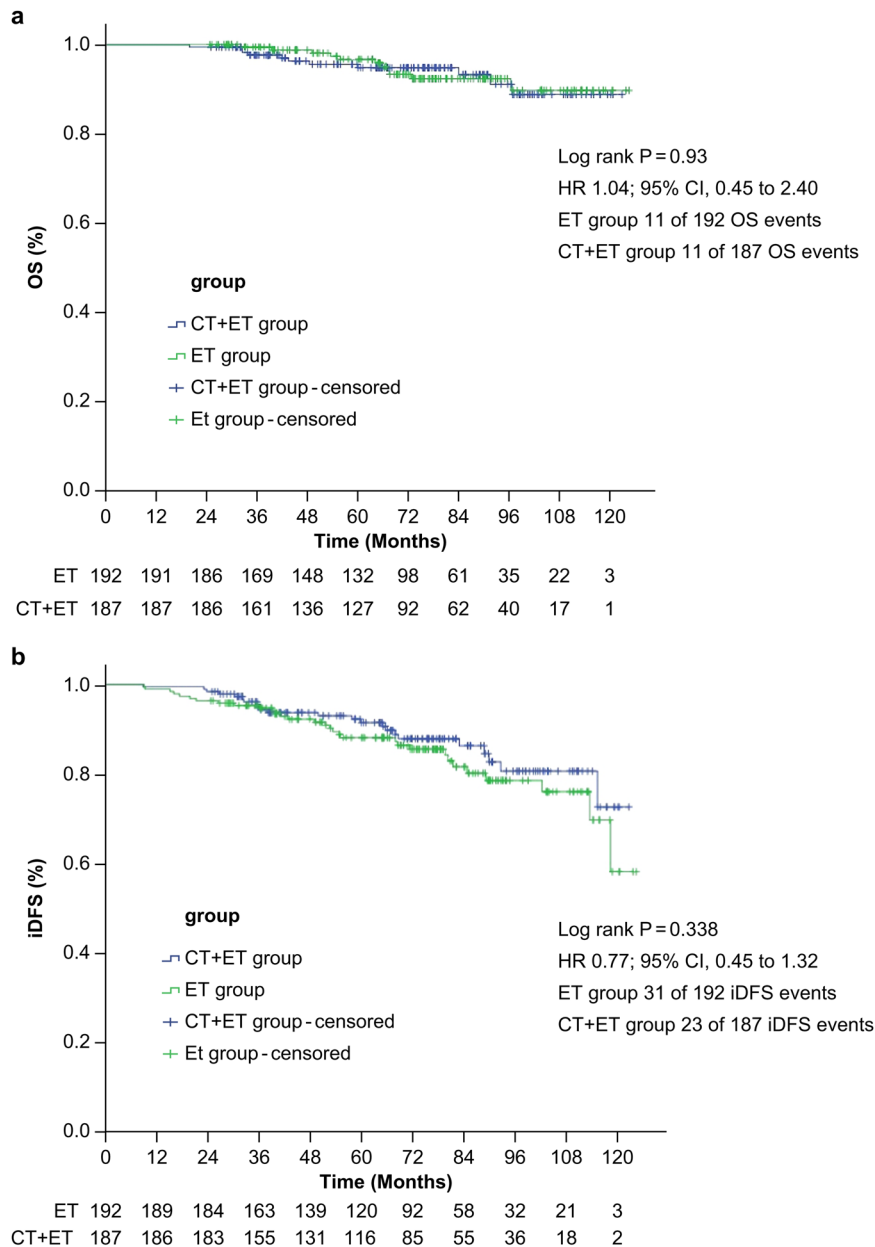 a
1.0
0.8
0.6
0.4
0.2
0.0
OS (%)
Log rank P = 0.93
HR 1.04; 95% CI, 0.45 to 2.40
ET group 11 of 192 OS events
CT+ET group 11 of 187 OS events
group
CT+ET group
ET group
CT+ET group - censored
Et group - censored
0 12 24 36 48 60 72 84 96 108 120
Time (Months)
ET 192 191 186 169 148 132 98 61 35 22 3
CT+ET 187 187 186 161 136 127 92 62 40 17 1
b
1.0
0.8
0.6
0.4
0.2
0.0
iDFS (%)
group
CT+ET group
ET group
CT+ET group - censored
Et group - censored
Log rank P = 0.338
HR 0.77; 95% CI, 0.45 to 1.32
ET group 31 of 192 iDFS events
CT+ET group 23 of 187 iDFS events
0 12 24 36 48 60 72 84 96 108 120
Time (Months)
ET 192 189 184 163 139 120 92 58 32 21 3
CT+ET 187 186 183 155 131 116 85 55 36 18 2